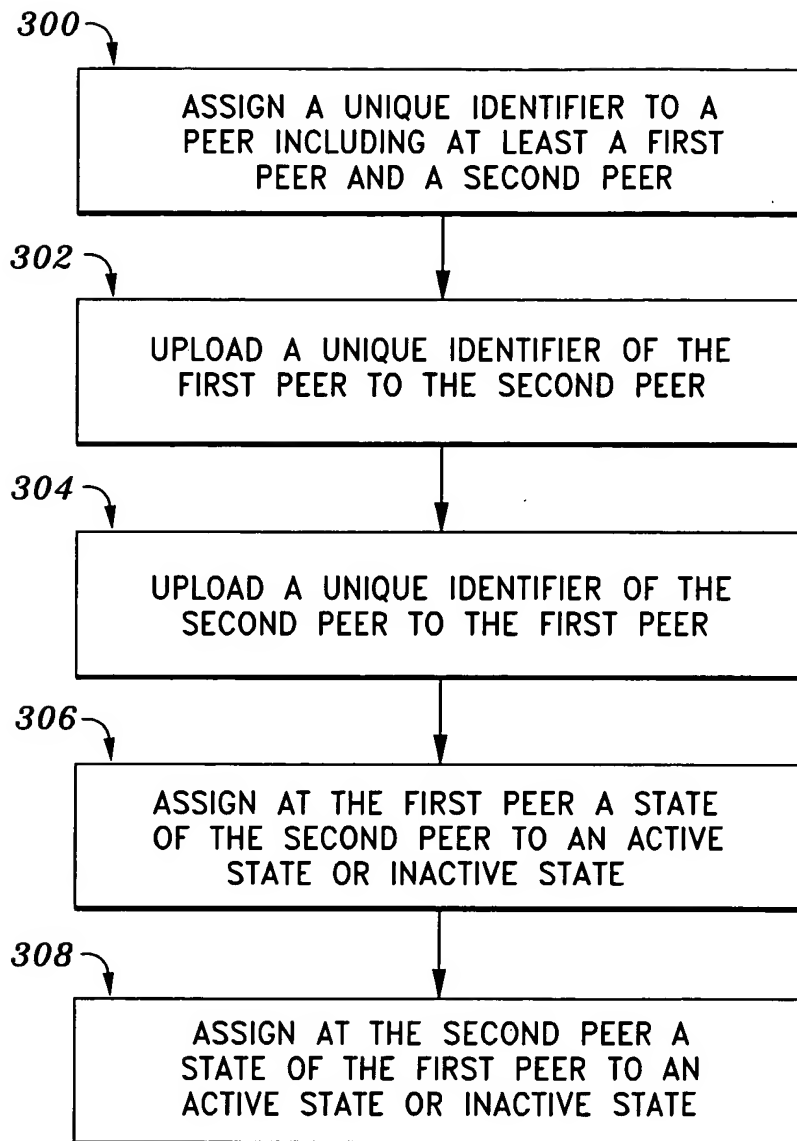 300
ASSIGN A UNIQUE IDENTIFIER TO A
PEER INCLUDING AT LEAST A FIRST
PEER AND A SECOND PEER
302
UPLOAD A UNIQUE IDENTIFIER OF THE
FIRST PEER TO THE SECOND PEER
304
UPLOAD A UNIQUE IDENTIFIER OF THE
SECOND PEER TO THE FIRST PEER
306
ASSIGN AT THE FIRST PEER A STATE
OF THE SECOND PEER TO AN ACTIVE
STATE OR INACTIVE STATE
308
ASSIGN AT THE SECOND PEER A
STATE OF THE FIRST PEER TO AN
ACTIVE STATE OR INACTIVE STATE